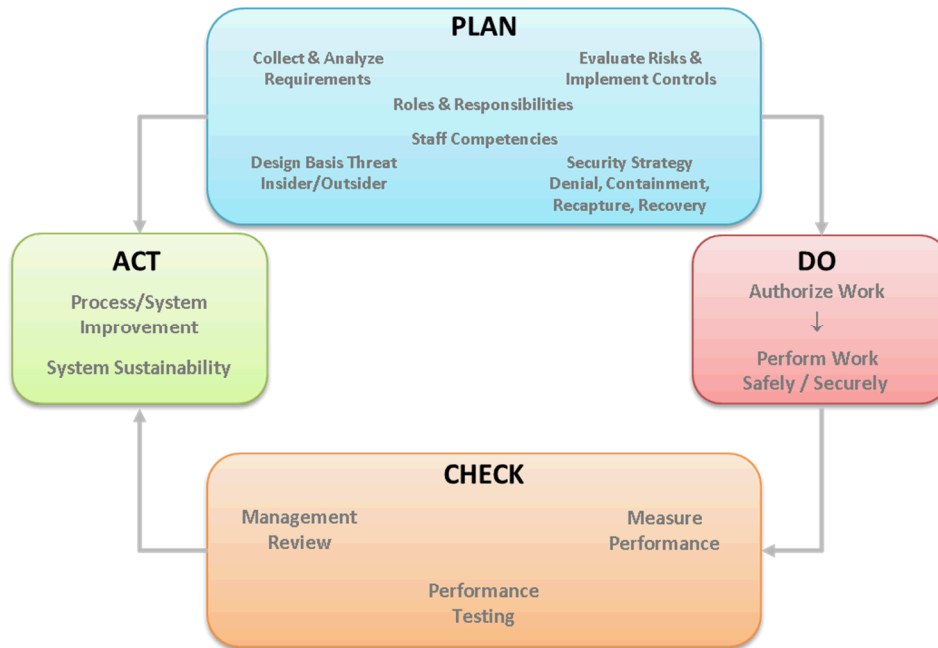 PLAN
Collect & Analyze
Requirements
Evaluate Risks &
Implement Controls
Roles & Responsibilities
Staff Competencies
Design Basis Threat
Insider/Outsider
Security Strategy
Denial, Containment,
Recapture, Recovery
ACT
Process/System
Improvement
System Sustainability
DO
Authorize Work
↓
Perform Work
Safely / Securely
CHECK
Management
Review
Measure
Performance
Performance
Testing